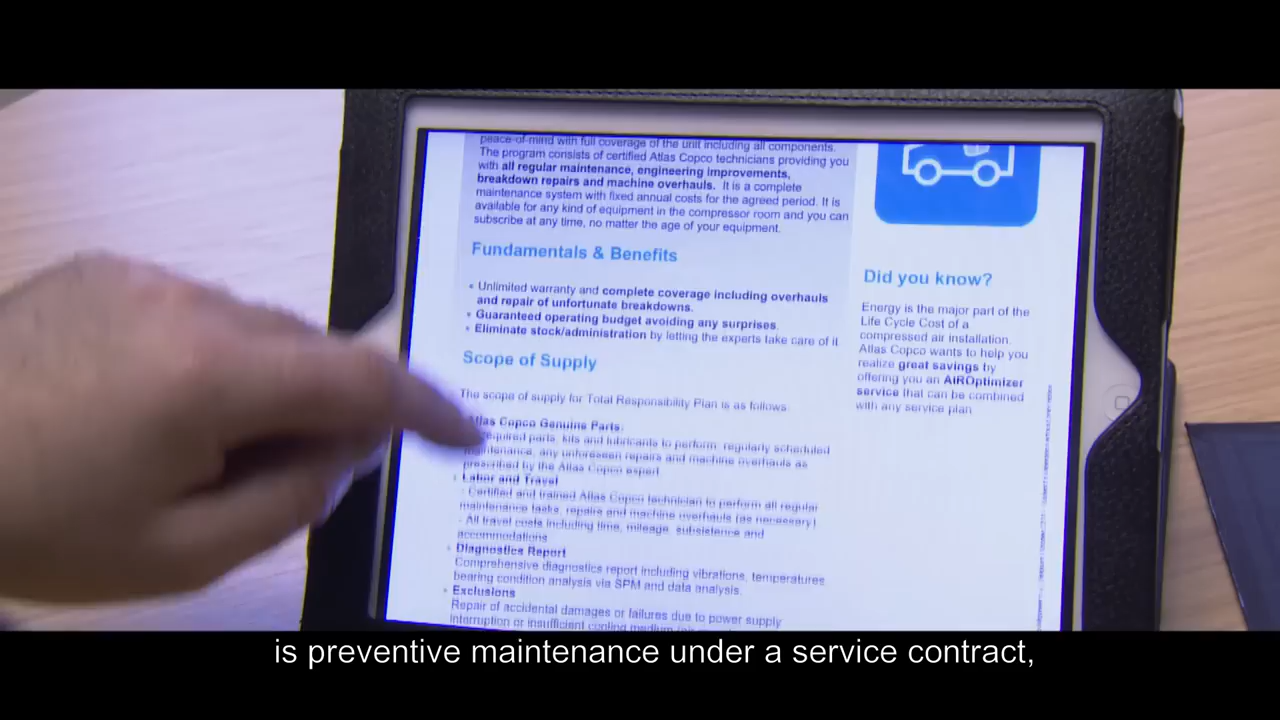 peace-of-mind with full coverage of the unit including all components.
The program consists of certified Atlas Copco technicians providing you
with all regular maintenance, engineering improvements,
breakdown repairs and machine overhauls. It is a complete
maintenance system with fixed annual costs for the agreed period. It is
available for any kind of equipment in the compressor room and you can
subscribe at any time, no matter the age of your equipment.
Fundamentals & Benefits
• Unlimited warranty and complete coverage including overhauls
and repair of unfortunate breakdowns.
• Guaranteed operating budget avoiding any surprises.
• Eliminate stock/administration by letting the experts take care of it.
Scope of Supply
The scope of supply for Total Responsibility Plan is as follows:
Atlas Copco Genuine Parts:
required parts, kits and lubricants to perform: regularly scheduled
maintenance, any unforeseen repairs and machine overhauls as
prescribed by the Atlas Copco expert.
• Labor and Travel
- Certified and trained Atlas Copco technician to perform all regular
maintenance tasks, repairs and machine overhauls (as necessary)
- All travel costs including time, mileage, subsistence and
accommodations
• Diagnostics Report
Comprehensive diagnostics report including vibrations, temperatures
bearing condition analysis via SPM and data analysis.
• Exclusions
Repair of accidental damages or failures due to power supply
interruption or insufficient cooling medium
Did you know?
Energy is the major part of the
Life Cycle Cost of a
compressed air installation.
Atlas Copco wants to help you
realize great savings by
offering you an AIROptimizer
service that can be combined
with any service plan
is preventive maintenance under a service contract,